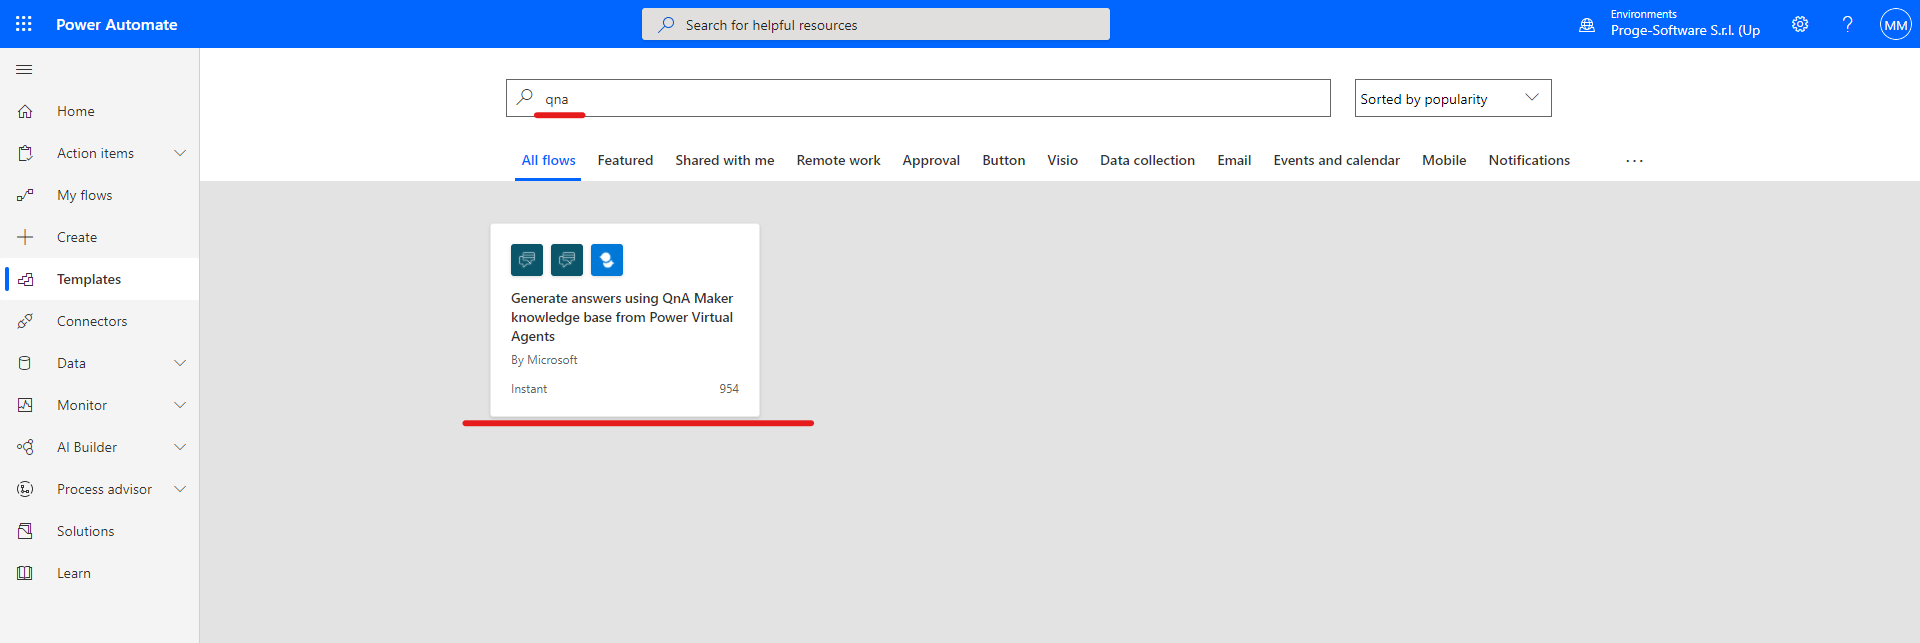 Power Automate
Search for helpful resources
Environments
Proge-Software S.r.l. (Up
?
MM
Home
Action items
My flows
Create
Templates
Connectors
Data
Monitor
AI Builder
Process advisor
Solutions
Learn
qna
Sorted by popularity
All flows Featured Shared with me Remote work Approval Button Visio Data collection Email Events and calendar Mobile Notifications ...
Generate answers using QnA Maker
knowledge base from Power Virtual
Agents
By Microsoft
Instant 954